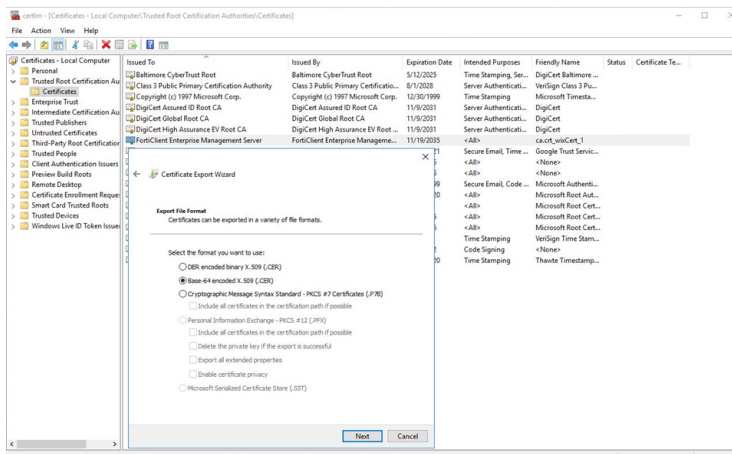 certlm - [Certificates - Local Computer\Trusted Root Certification Authorities\Certificates]
File Action View Help
Certificates - Local Computer
Personal
Trusted Root Certification Au
Certificates
Enterprise Trust
Intermediate Certification Au
Trusted Publishers
Untrusted Certificates
Third-Party Root Certification
Trusted People
Client Authentication Issuers
Preview Build Roots
Remote Desktop
Certificate Enrollment Reque
Smart Card Trusted Roots
Trusted Devices
Windows Live ID Token Issuer
Issued To Issued By Expiration Date Intended Purposes Friendly Name Status Certificate Te...
Baltimore CyberTrust Root Baltimore CyberTrust Root 5/12/2025 Time Stamping, Ser... DigiCert Baltimore ...
Class 3 Public Primary Certification Authority Class 3 Public Primary Certificatio... 8/1/2028 Server Authenticati... VeriSign Class 3 Pu...
Copyright (c) 1997 Microsoft Corp. Copyright (c) 1997 Microsoft Corp. 12/30/1999 Time Stamping Microsoft Timesta...
DigiCert Assured ID Root CA DigiCert Assured ID Root CA 11/9/2031 Server Authenticati... DigiCert
DigiCert Global Root CA DigiCert Global Root CA 11/9/2031 Server Authenticati... DigiCert
DigiCert High Assurance EV Root CA DigiCert High Assurance EV Root ... 11/9/2031 Server Authenticati... DigiCert
FortiClient Enterprise Management Server FortiClient Enterprise Manageme... 11/19/2035 <All> ca.crt_wixCert_1
21 Secure Email, Time ... Google Trust Servic...
<All> <None>
<All> <None>
99 Secure Email, Code ... Microsoft Authenti...
20 <All> Microsoft Root Aut...
<All> Microsoft Root Cert...
<All> Microsoft Root Cert...
<All> Microsoft Root Cert...
Time Stamping VeriSign Time Stam...
Code Signing <None>
20 Time Stamping Thawte Timestamp...
Certificate Export Wizard
Export File Format
Certificates can be exported in a variety of file formats.
Select the format you want to use:
DER encoded binary X.509 (.CER)
Base-64 encoded X.509 (.CER)
Cryptographic Message Syntax Standard - PKCS #7 Certificates (.P7B)
Include all certificates in the certification path if possible
Personal Information Exchange - PKCS #12 (.PFX)
Include all certificates in the certification path if possible
Delete the private key if the export is successful
Export all extended properties
Enable certificate privacy
Microsoft Serialized Certificate Store (.SST)
Next Cancel